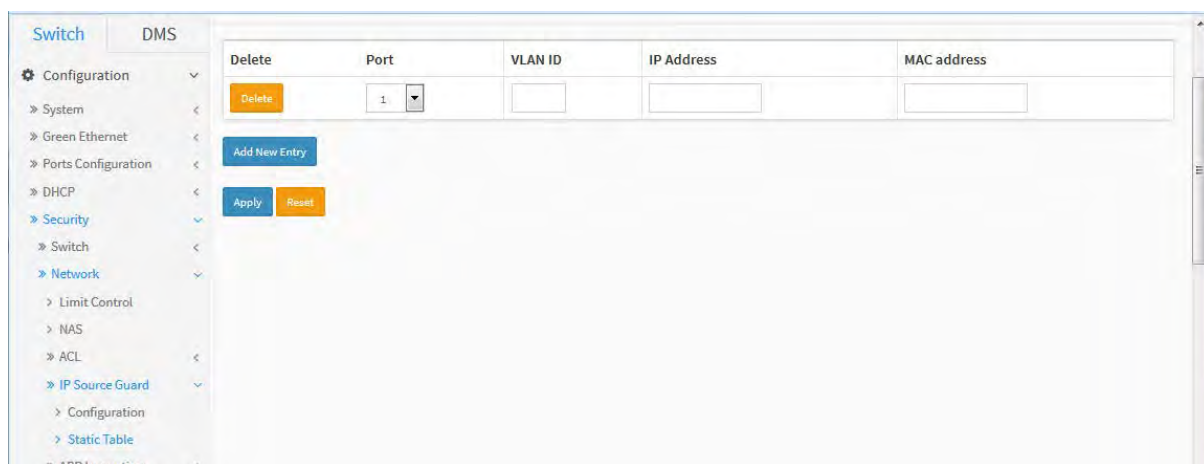 Switch DMS
Configuration
System
Green Ethernet
Ports Configuration
DHCP
Security
Switch
Network
Limit Control
NAS
ACL
IP Source Guard
Configuration
Static Table
Delete Port VLAN ID IP Address MAC address
Delete 1
Add New Entry
Apply Reset